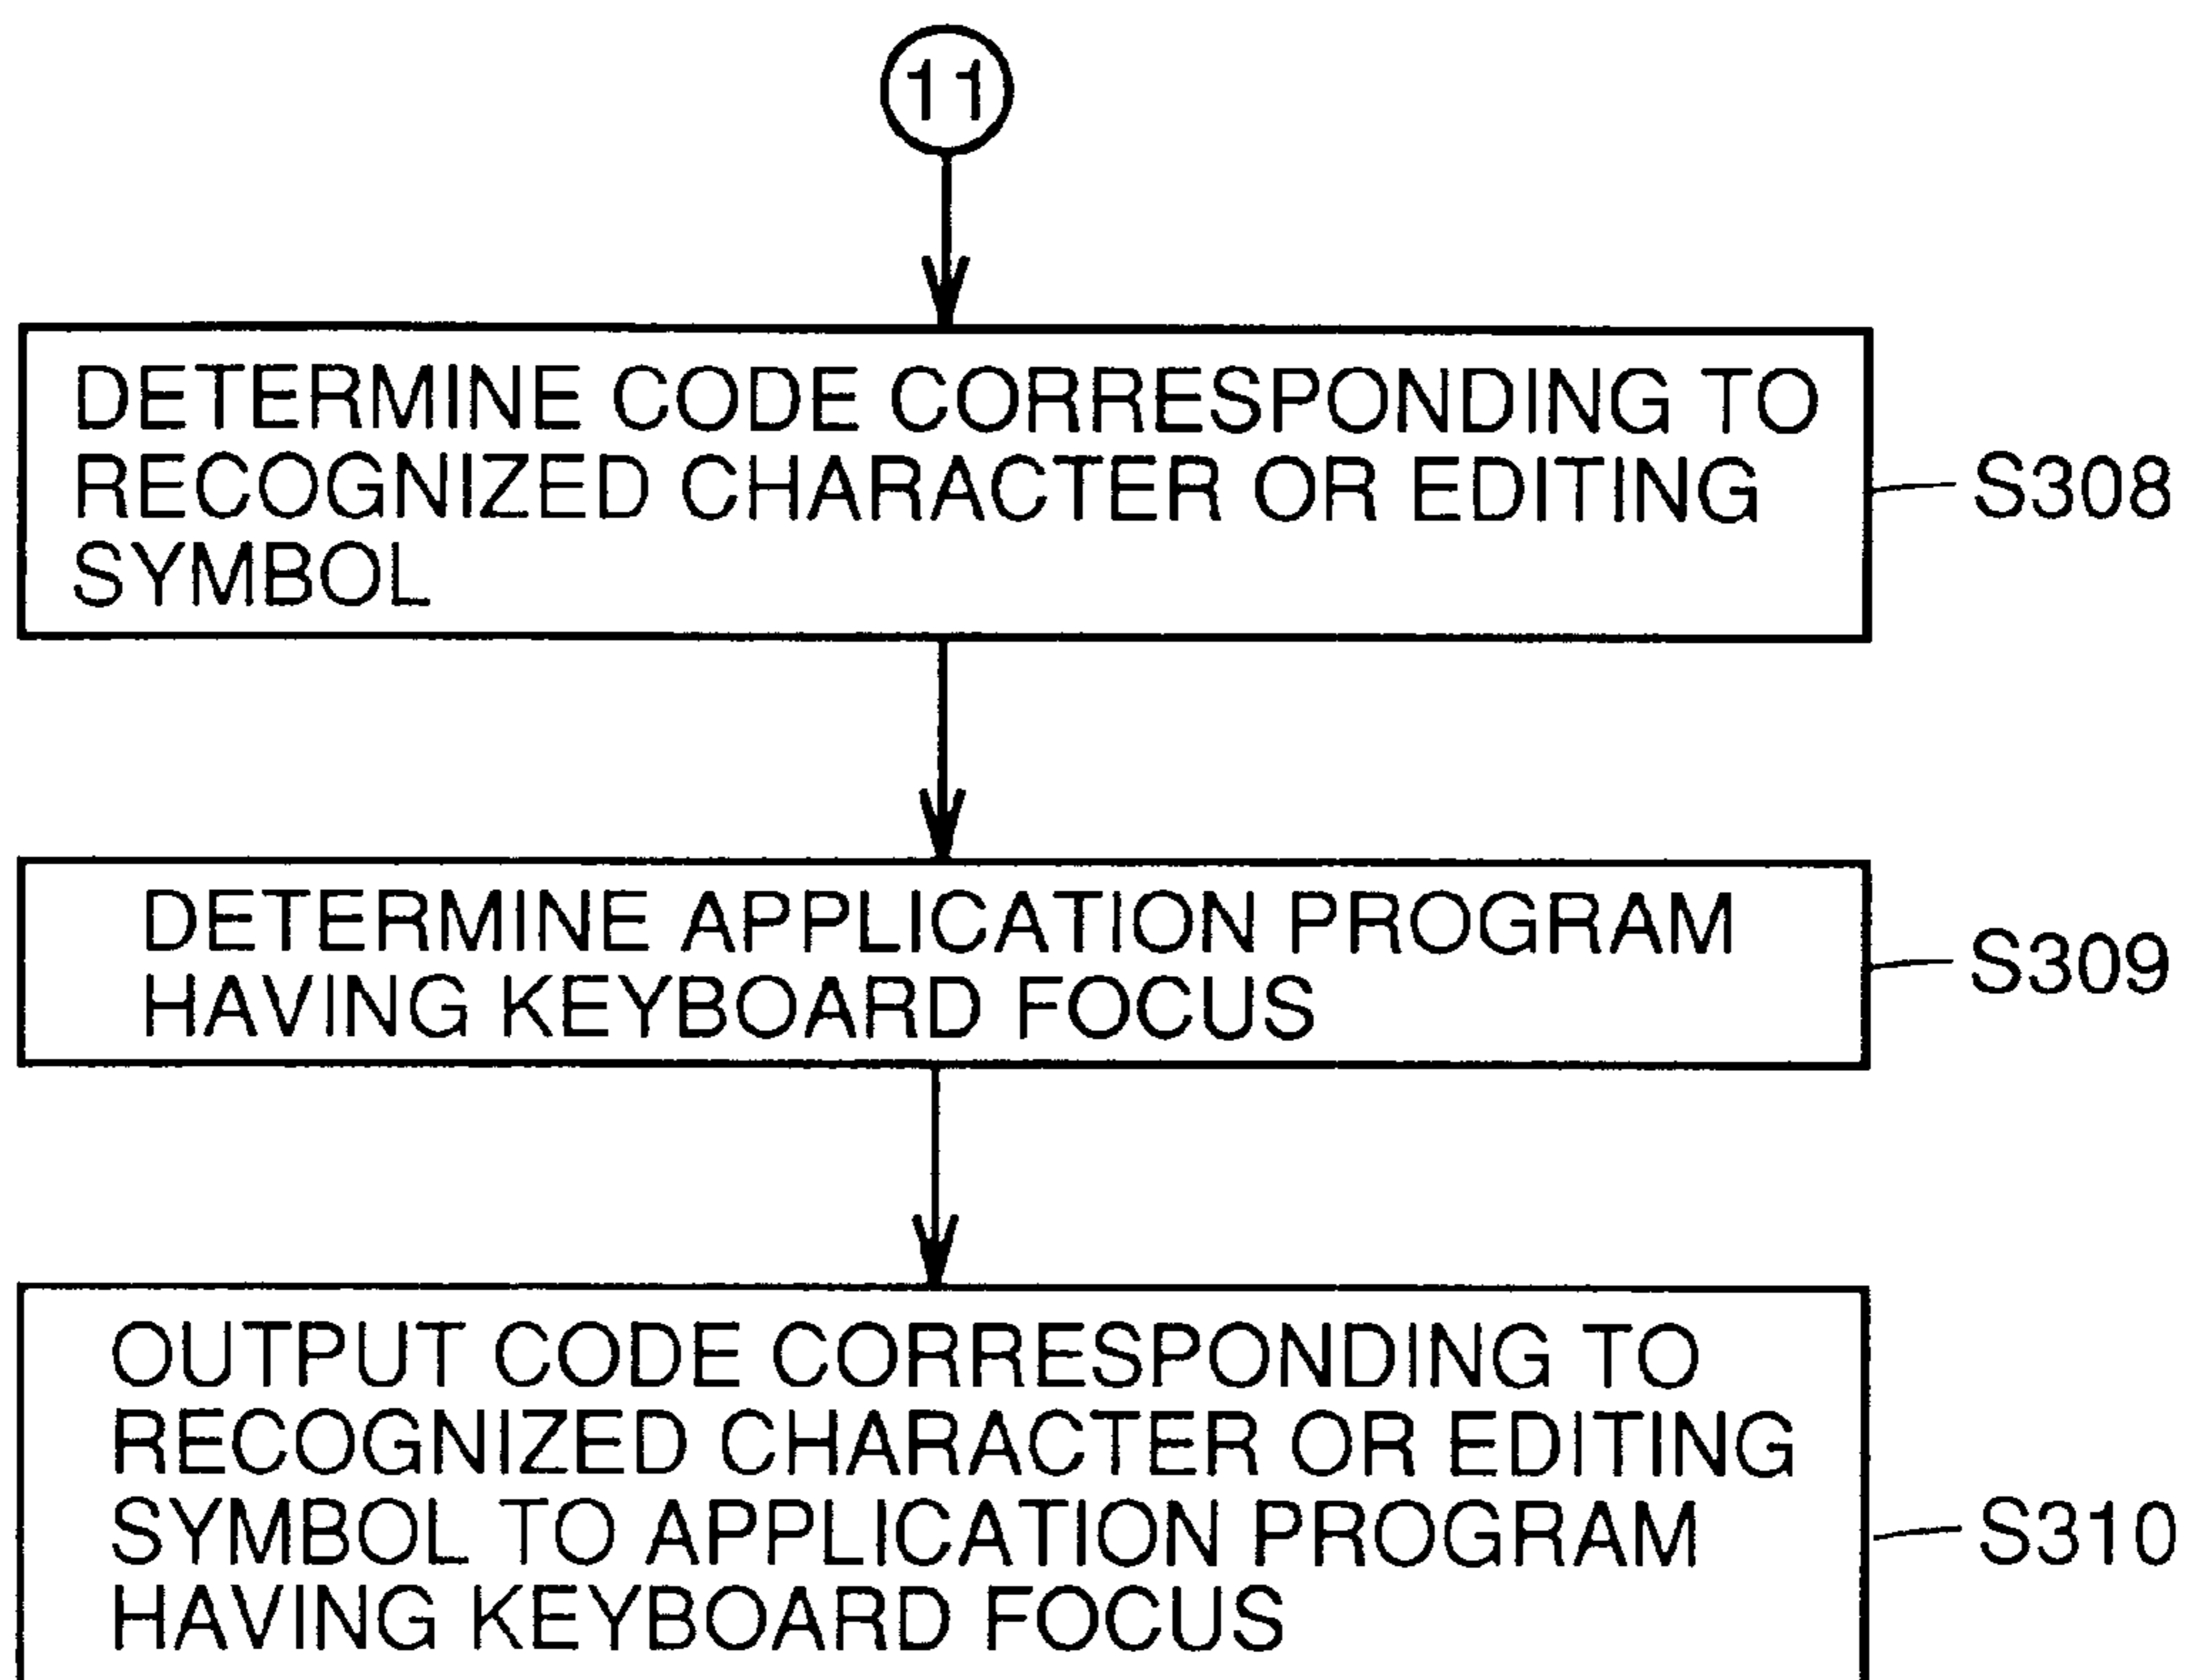 11
DETERMINE CODE CORRESPONDING TO
RECOGNIZED CHARACTER OR EDITING
SYMBOL
S308
DETERMINE APPLICATION PROGRAM
HAVING KEYBOARD FOCUS
S309
OUTPUT CODE CORRESPONDING TO
RECOGNIZED CHARACTER OR EDITING
SYMBOL TO APPLICATION PROGRAM
HAVING KEYBOARD FOCUS
S310